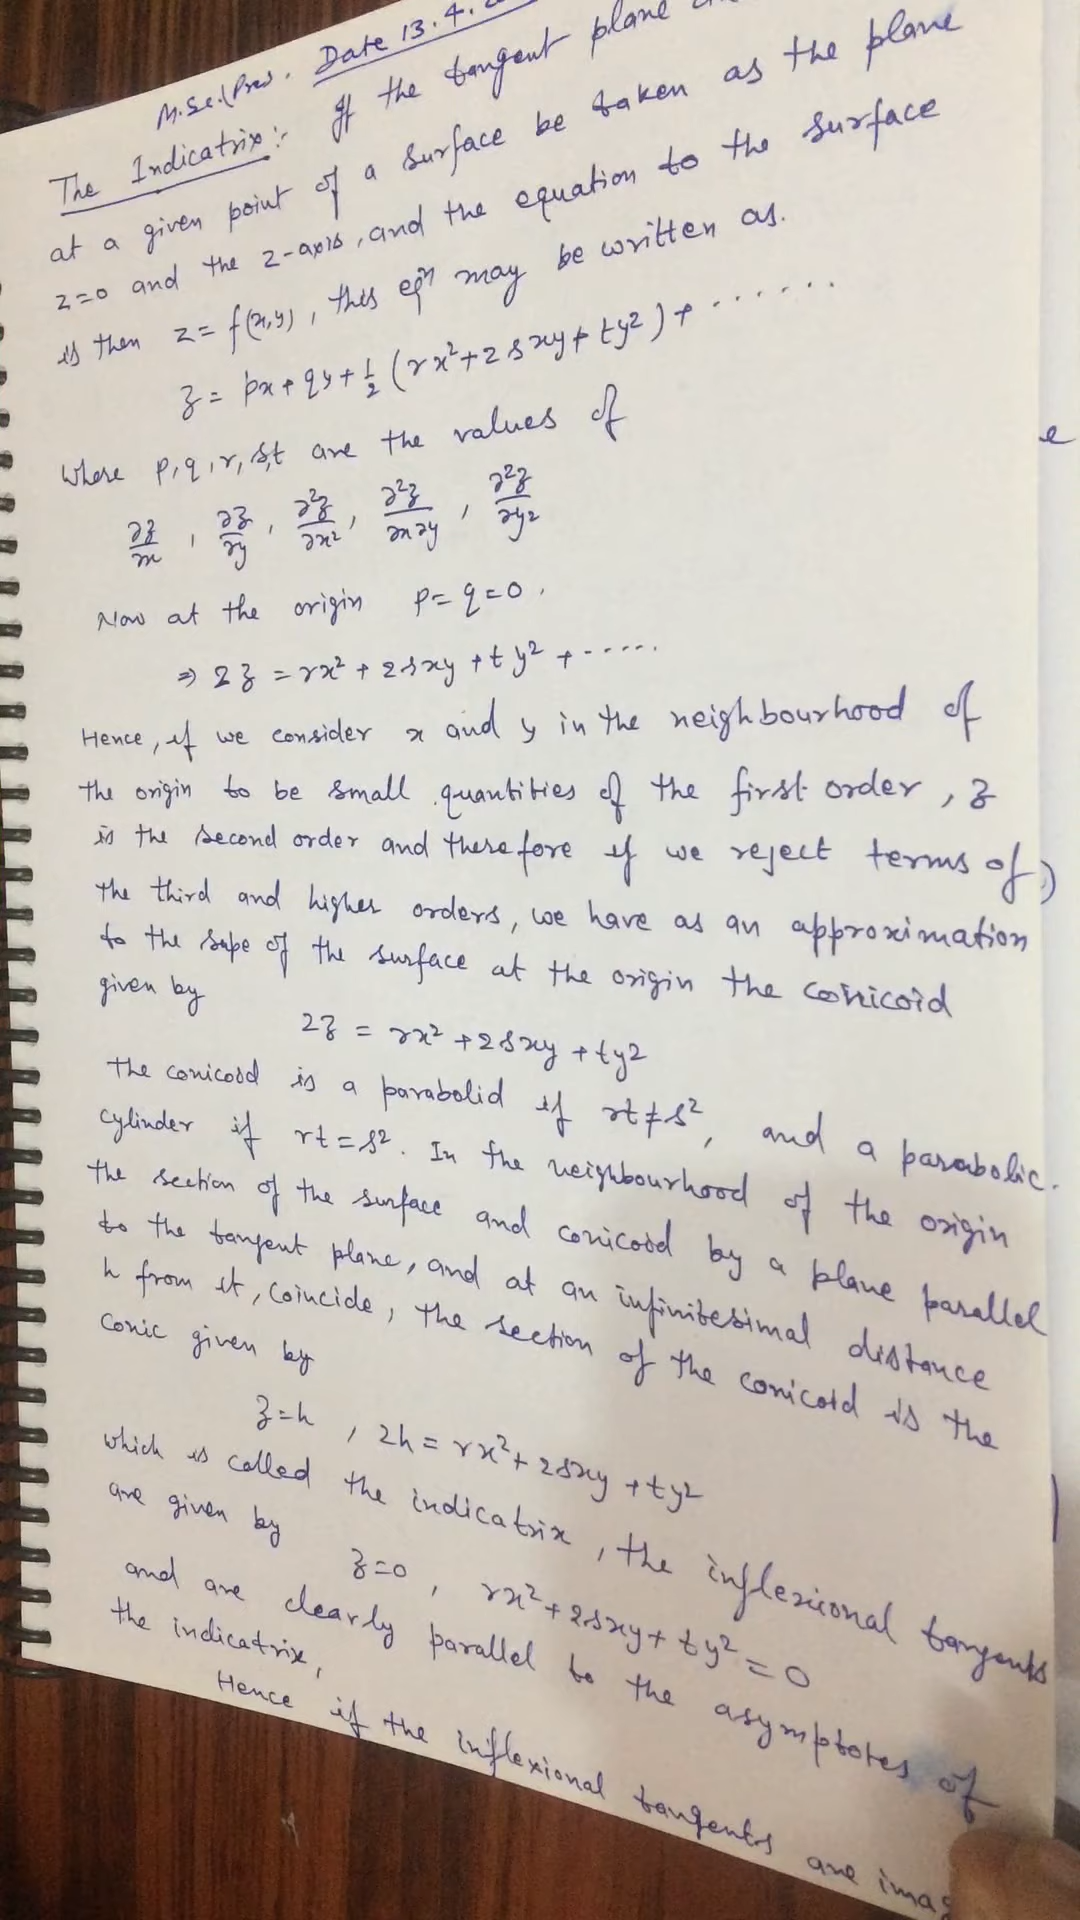 M.Sc.(Prev. Date 13.4.
The Indicatrix:- If the tangent plane
at a given point of a surface be taken as the plane
z=0 and the z-axis, and the equation to the surface
is then z= f(x,y), this eqn may be written as.
z = px+qy+1/2 (rx²+2sxy+ty²)+.......
Where p,q,r,s,t are the values of
∂z/∂x , ∂z/∂y , ∂²z/∂x² , ∂²z/∂x∂y , ∂²z/∂y²
Now at the origin p=q=0.
⇒ 2z = rx²+2sxy+ty²+.....
Hence, if we consider x and y in the neighbourhood of
the origin to be small quantities of the first order, z
is the second order and therefore if we reject terms of
the third and higher orders, we have as an approximation
to the sape of the surface at the origin the conicoid
given by
2z = rx²+2sxy+ty²
the conicoid is a parabolid if rt≠s², and a parabolic
cylinder if rt=s². In the neighbourhood of the origin
the section of the surface and conicoid by a plane parallel
to the tangent plane, and at an infinitesimal distance
h from it, coincide, the section of the conicoid is the
conic given by
z=h , 2h = rx²+2sxy+ty²
which is called the indicatrix, the inflexional tangents
are given by
z=0 , rx²+2sxy+ty²=0
and are clearly parallel to the asymptotes of
the indicatrix,
Hence if the inflexional tangents are
e